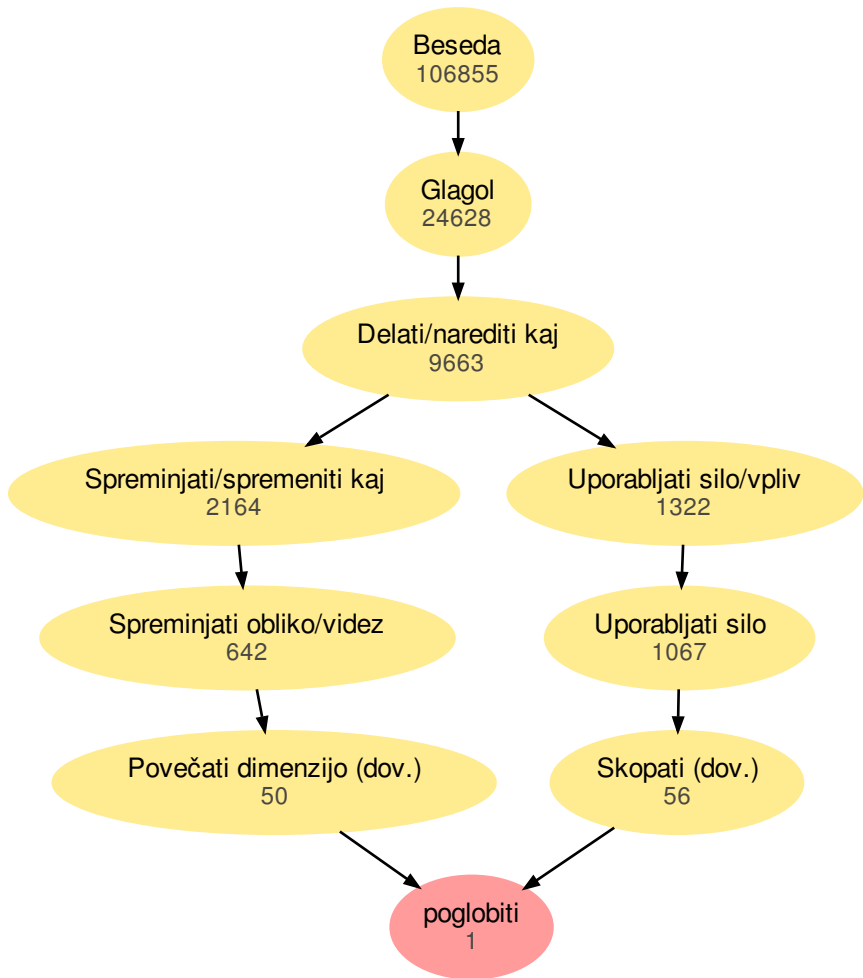 Beseda
106855
Glagol
24628
Delati/narediti kaj
9663
Spreminjati/spremeniti kaj
2164
Uporabljati silo/vpliv
1322
Spreminjati obliko/videz
642
Uporabljati silo
1067
Povečati dimenzijo (dov.)
50
Skopati (dov.)
56
poglobiti
1